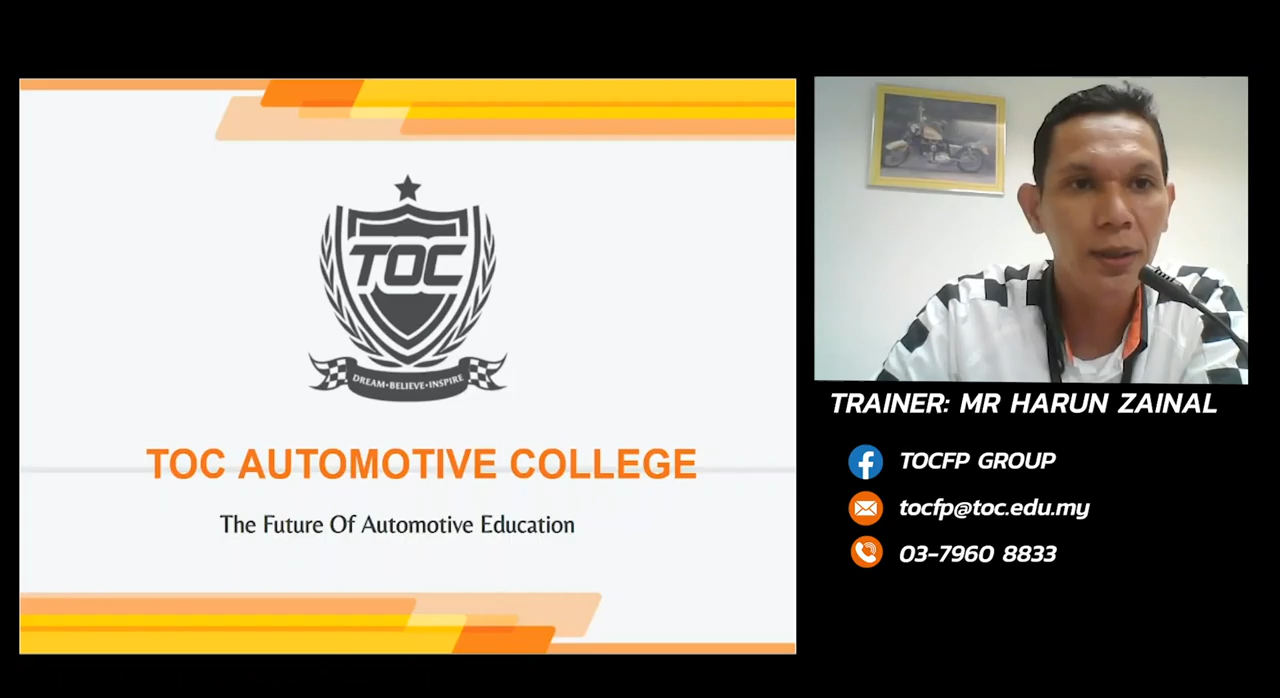 TOC
DREAM•BELIEVE•INSPIRE
TOC AUTOMOTIVE COLLEGE
The Future Of Automotive Education
TRAINER: MR HARUN ZAINAL
TOCFP GROUP
tocfp@toc.edu.my
03-7960 8833